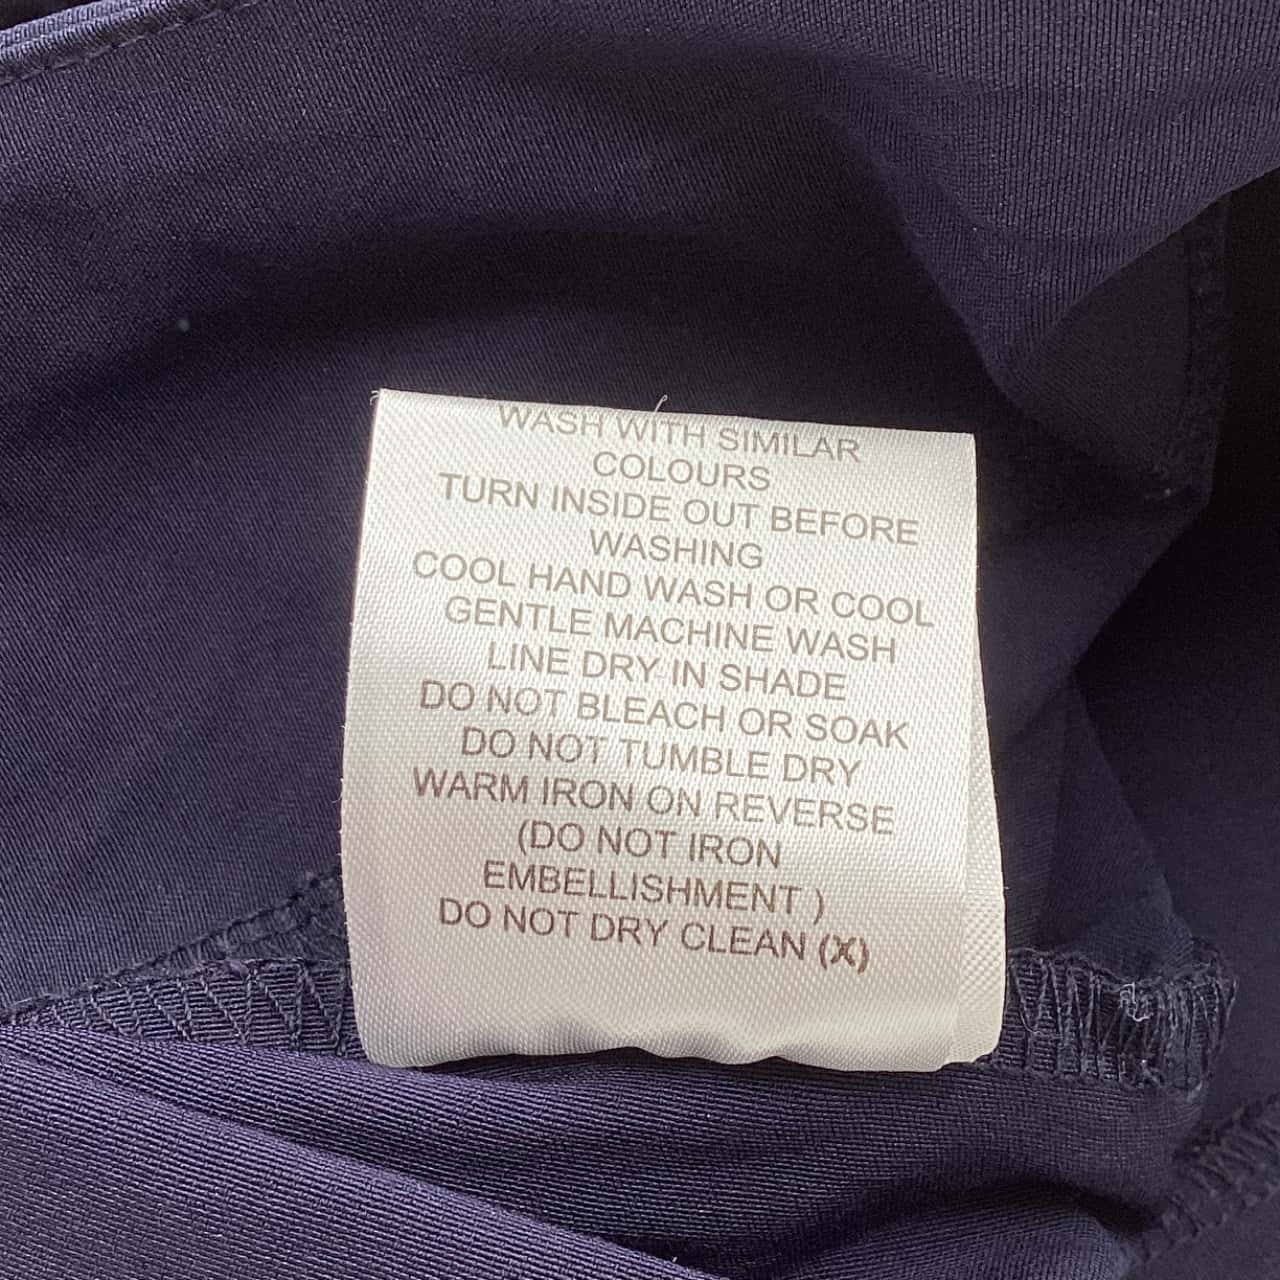 WASH WITH SIMILAR
COLOURS
TURN INSIDE OUT BEFORE
WASHING
COOL HAND WASH OR COOL
GENTLE MACHINE WASH
LINE DRY IN SHADE
DO NOT BLEACH OR SOAK
DO NOT TUMBLE DRY
WARM IRON ON REVERSE
(DO NOT IRON
EMBELLISHMENT )
DO NOT DRY CLEAN (X)